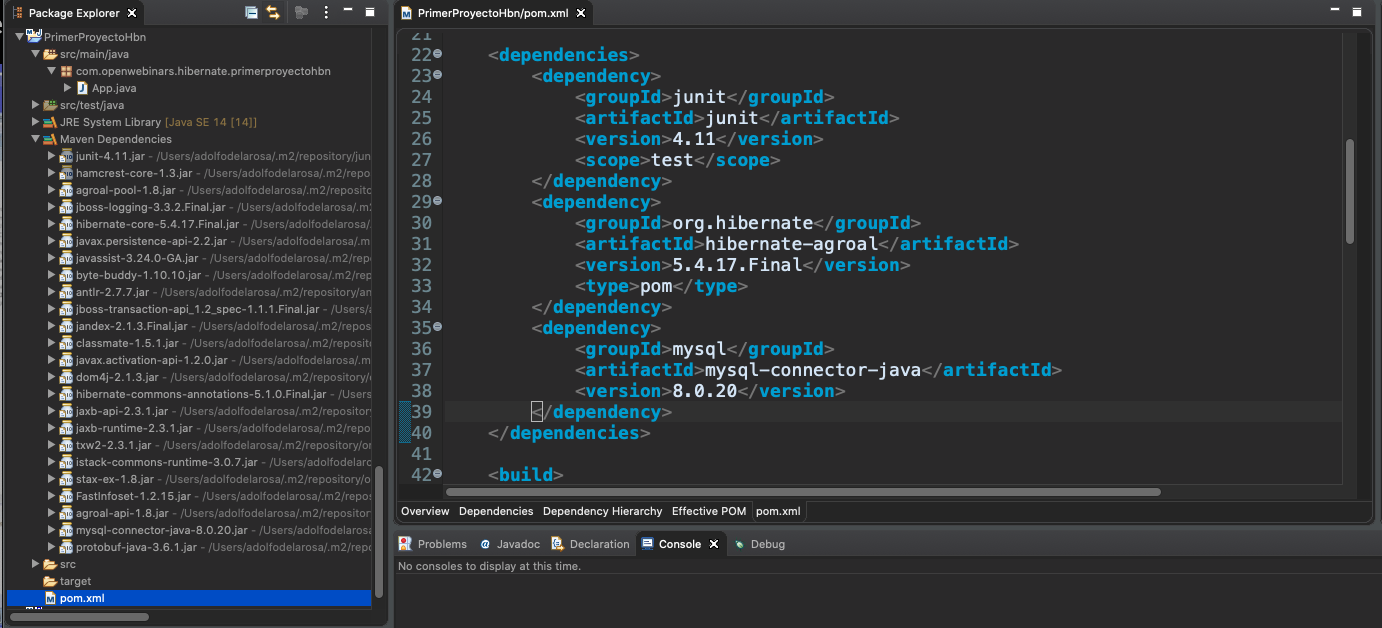 Package Explorer
PrimerProyectoHbn
src/main/java
com.openwebinars.hibernate.primerproyectohbn
App.java
src/test/java
JRE System Library [Java SE 14 [14]]
Maven Dependencies
junit-4.11.jar - /Users/adolfodelarosa/.m2/repository/jun
hamcrest-core-1.3.jar - /Users/adolfodelarosa/.m2/reposito
agroal-pool-1.8.jar - /Users/adolfodelarosa/.m2/repositc
jboss-logging-3.3.2.Final.jar - /Users/adolfodelarosa/.m2
hibernate-core-5.4.17.Final.jar - /Users/adolfodelarosa/.
javax.persistence-api-2.2.jar - /Users/adolfodelarosa/.m
javassist-3.24.0-GA.jar - /Users/adolfodelarosa/.m2/rep
byte-buddy-1.10.10.jar - /Users/adolfodelarosa/.m2/rep
antlr-2.7.7.jar - /Users/adolfodelarosa/.m2/repository/an
jboss-transaction-api_1.2_spec-1.1.1.Final.jar - /Users/ad
jandex-2.1.3.Final.jar - /Users/adolfodelarosa/.m2/repos
classmate-1.5.1.jar - /Users/adolfodelarosa/.m2/reposit
javax.activation-api-1.2.0.jar - /Users/adolfodelarosa/.m
dom4j-2.1.3.jar - /Users/adolfodelarosa/.m2/repository/
hibernate-commons-annotations-5.1.0.Final.jar - /Users
jaxb-api-2.3.1.jar - /Users/adolfodelarosa/.m2/repositor
jaxb-runtime-2.3.1.jar - /Users/adolfodelarosa/.m2/repo
txw2-2.3.1.jar - /Users/adolfodelarosa/.m2/repository/or
istack-commons-runtime-3.0.7.jar - /Users/adolfodelaro
stax-ex-1.8.jar - /Users/adolfodelarosa/.m2/repository/o
FastInfoset-1.2.15.jar - /Users/adolfodelarosa/.m2/repos
agroal-api-1.8.jar - /Users/adolfodelarosa/.m2/reposito
mysql-connector-java-8.0.20.jar - /Users/adolfodelarosa
protobuf-java-3.6.1.jar - /Users/adolfodelarosa/.m2/repo
src
target
pom.xml
PrimerProyectoHbn/pom.xml
21
22 <dependencies>
23 <dependency>
24 <groupId>junit</groupId>
25 <artifactId>junit</artifactId>
26 <version>4.11</version>
27 <scope>test</scope>
28 </dependency>
29 <dependency>
30 <groupId>org.hibernate</groupId>
31 <artifactId>hibernate-agroal</artifactId>
32 <version>5.4.17.Final</version>
33 <type>pom</type>
34 </dependency>
35 <dependency>
36 <groupId>mysql</groupId>
37 <artifactId>mysql-connector-java</artifactId>
38 <version>8.0.20</version>
39 </dependency>
40 </dependencies>
41
42 <build>
Overview Dependencies Dependency Hierarchy Effective POM pom.xml
Problems Javadoc Declaration Console Debug
No consoles to display at this time.